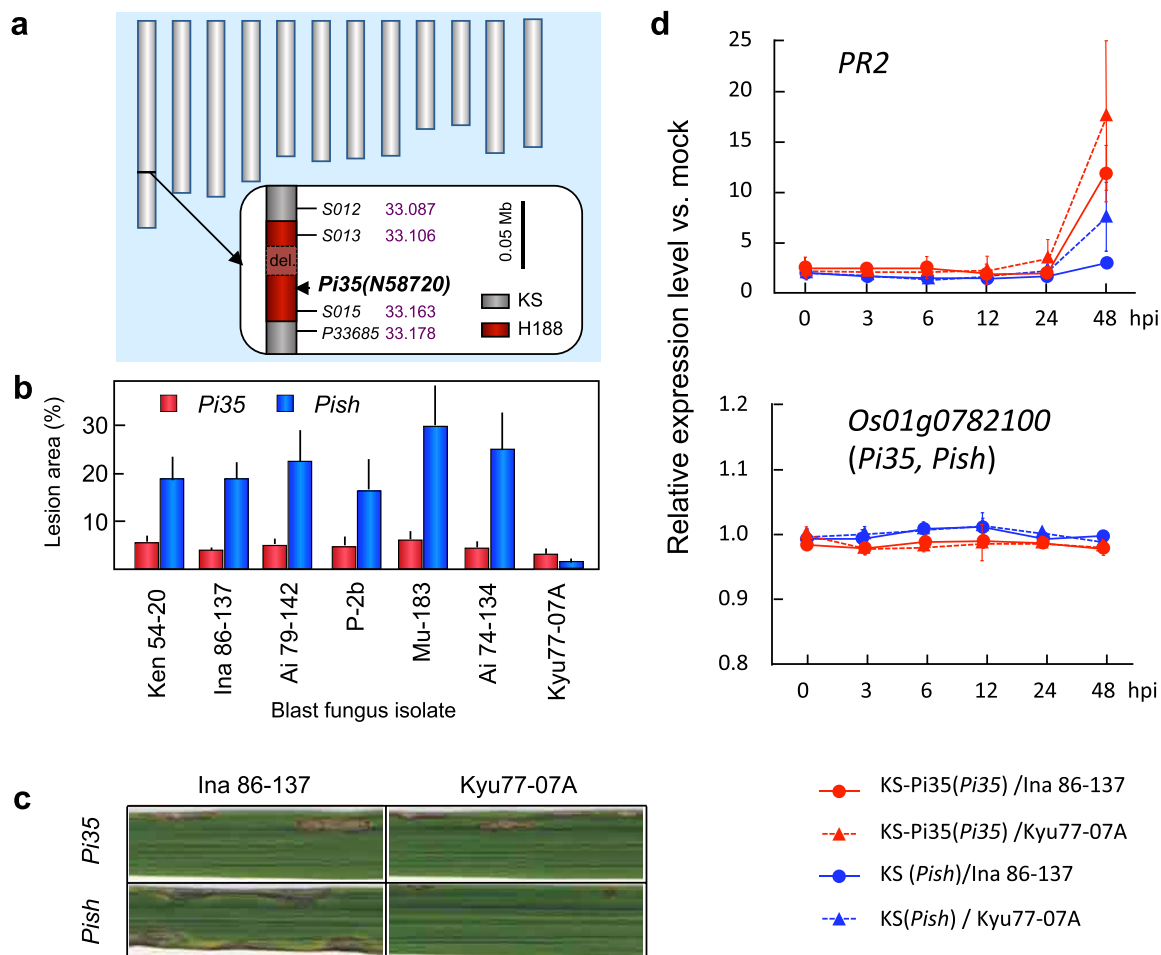 a
S012 33.087
S013 33.106
del.
Pi35(N58720)
S015 33.163
P33685 33.178
0.05 Mb
KS
H188
b
Lesion area (%)
30
20
10
Pi35
Pish
Ken 54-20
Ina 86-137
Ai 79-142
P-2b
Mu-183
Ai 74-134
Kyu77-07A
Blast fungus isolate
c
Ina 86-137
Kyu77-07A
Pi35
Pish
d
Relative expression level vs. mock
PR2
25
20
15
10
5
0
0 3 6 12 24 48 hpi
Os01g0782100
(Pi35, Pish)
1.2
1.1
1.0
0.9
0.8
0 3 6 12 24 48 hpi
KS-Pi35(Pi35) /Ina 86-137
KS-Pi35(Pi35) /Kyu77-07A
KS (Pish)/Ina 86-137
KS(Pish) / Kyu77-07A